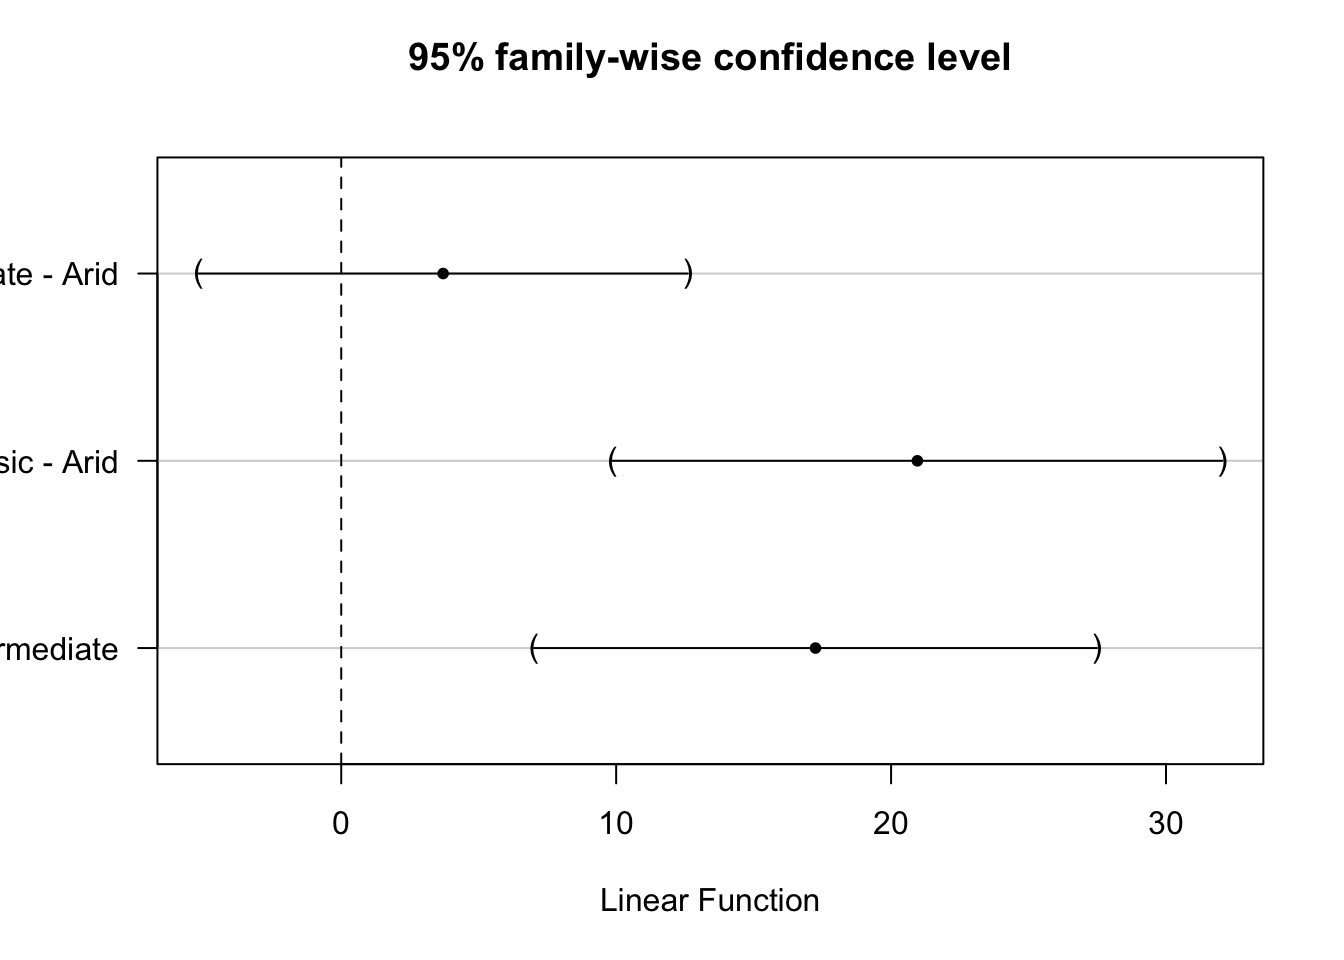 95% family-wise confidence level
ate - Arid
sic - Arid
rmediate
0 10 20 30
Linear Function